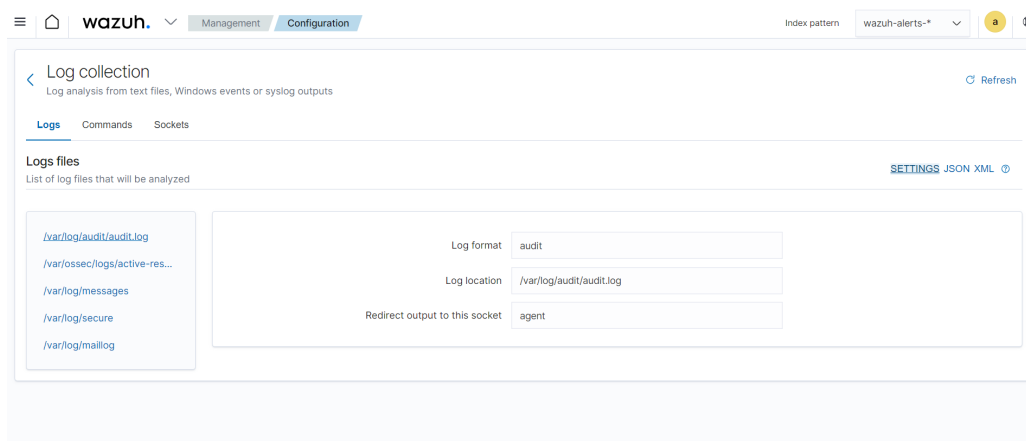 wazuh. Management Configuration Index pattern wazuh-alerts-* a
Log collection
Log analysis from text files, Windows events or syslog outputs
Refresh
Logs Commands Sockets
Logs files
List of log files that will be analyzed
SETTINGS JSON XML
/var/log/audit/audit.log
/var/ossec/logs/active-res...
/var/log/messages
/var/log/secure
/var/log/maillog
Log format audit
Log location /var/log/audit/audit.log
Redirect output to this socket agent